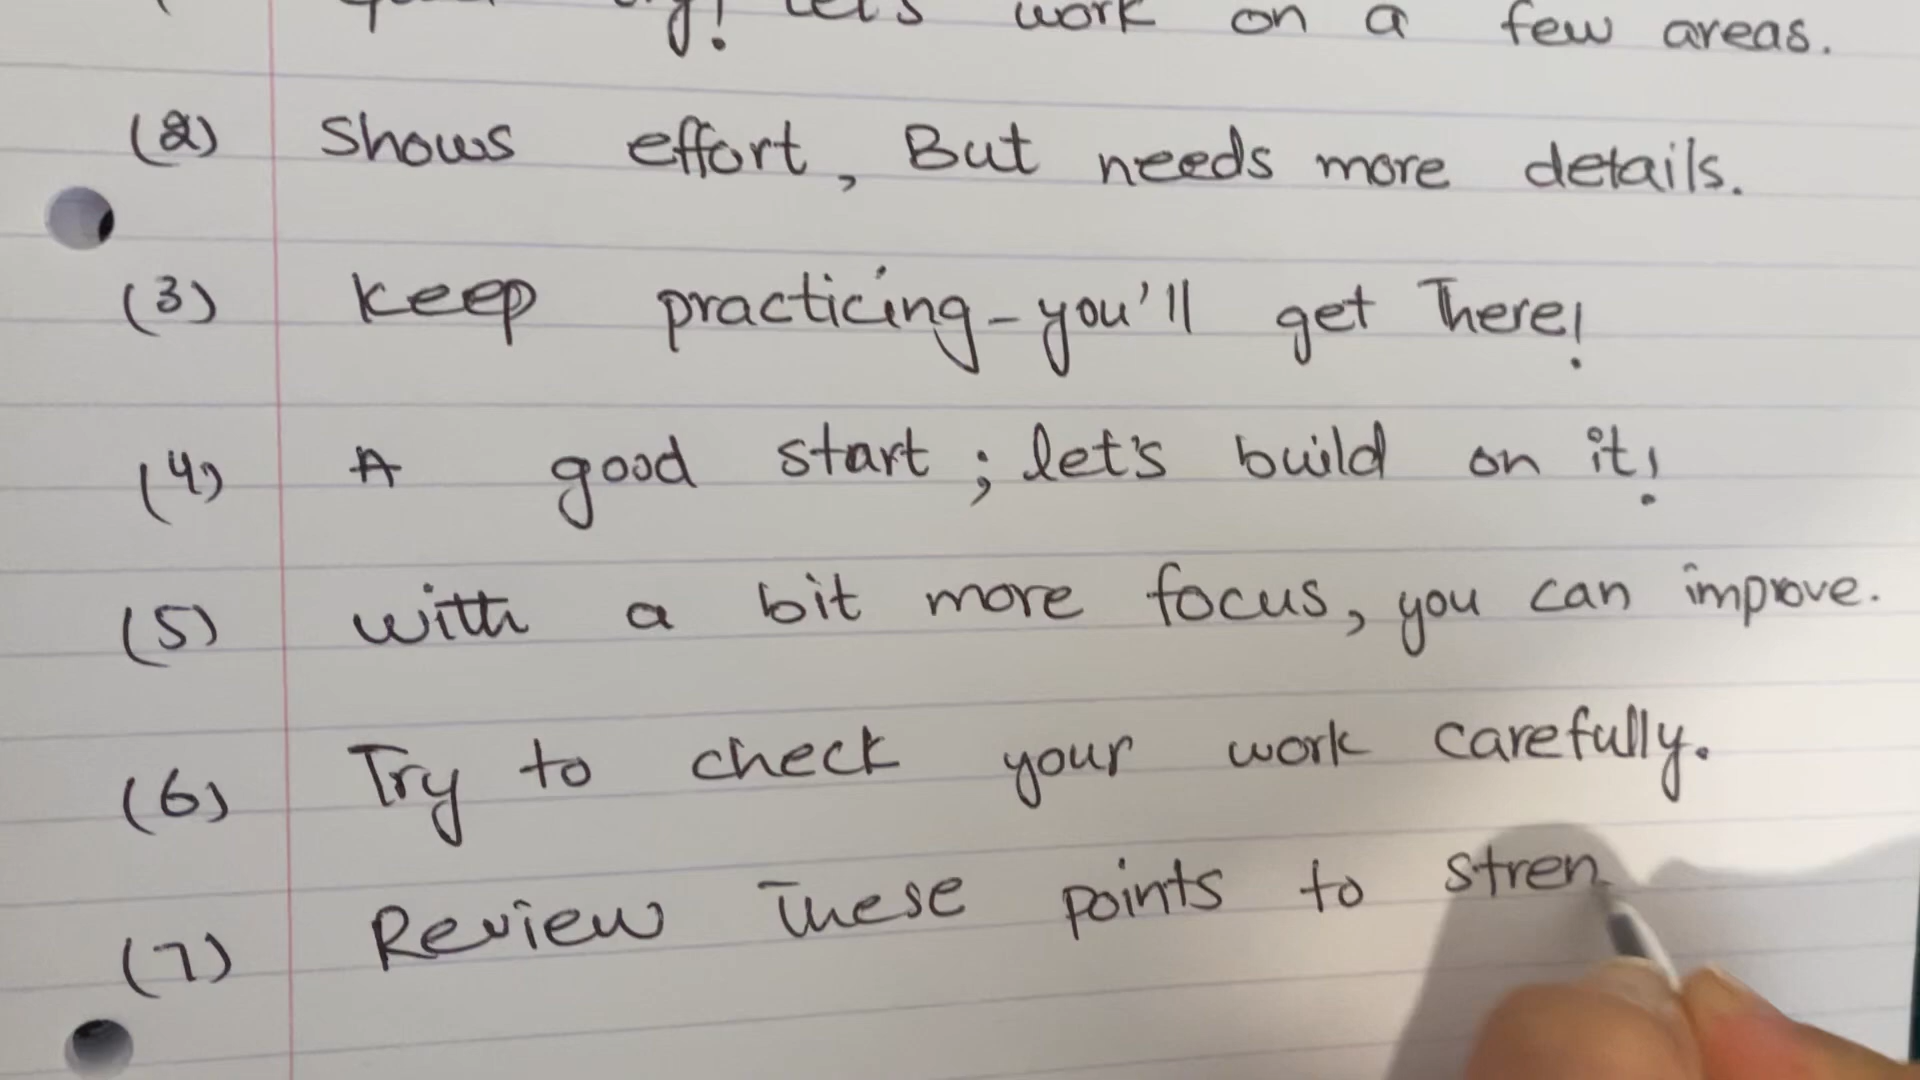 let's work on a few areas.
(2) Shows effort, But needs more details.
(3) Keep practicing - you'll get There!
(4) A good start ; let's build on it!
(5) with a bit more focus, you can improve.
(6) Try to check your work carefully.
(7) Review These points to stren